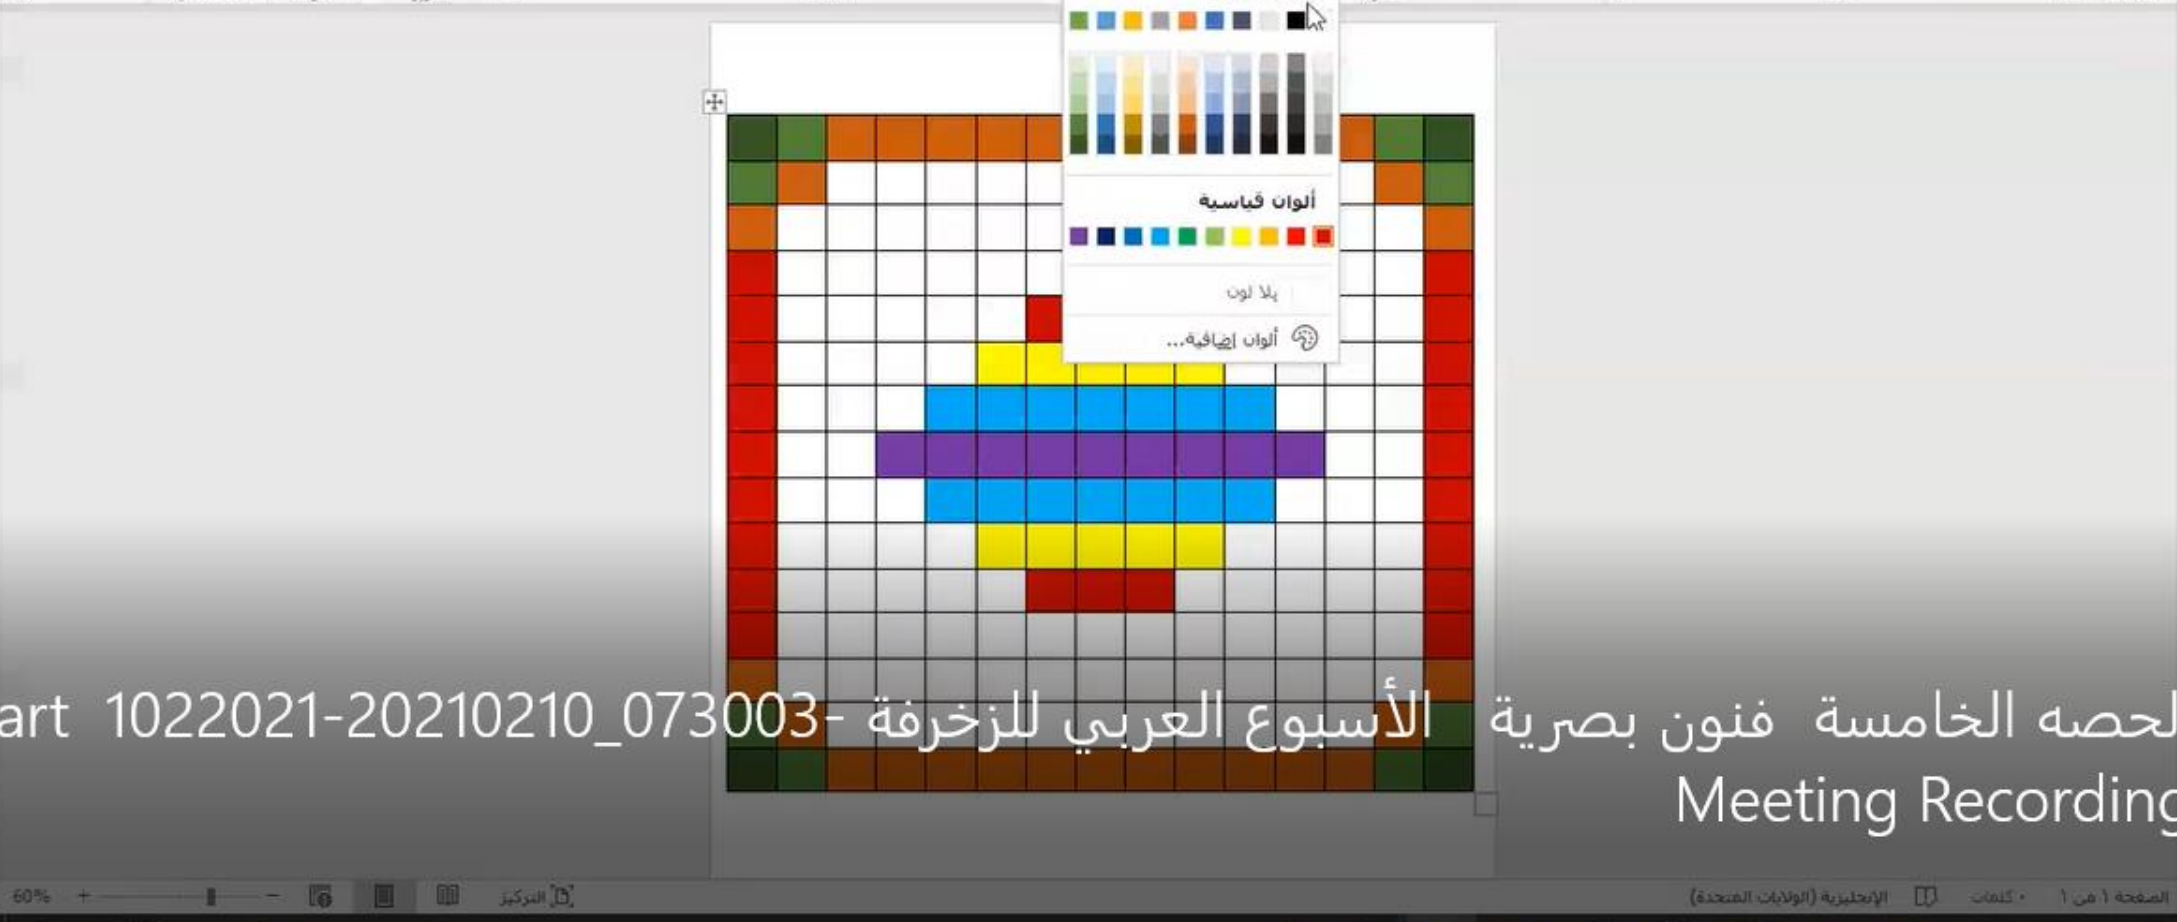 ألوان قياسية
بلا لون
ألوان إضافية...
لحصه الخامسة فنون بصرية الأسبوع العربي للزخرفة -art 1022021-20210210_073003
Meeting Recording
الصفحة ١ من ١ ٠ كلمات الإنجليزية (الولايات المتحدة) التركيز 60%